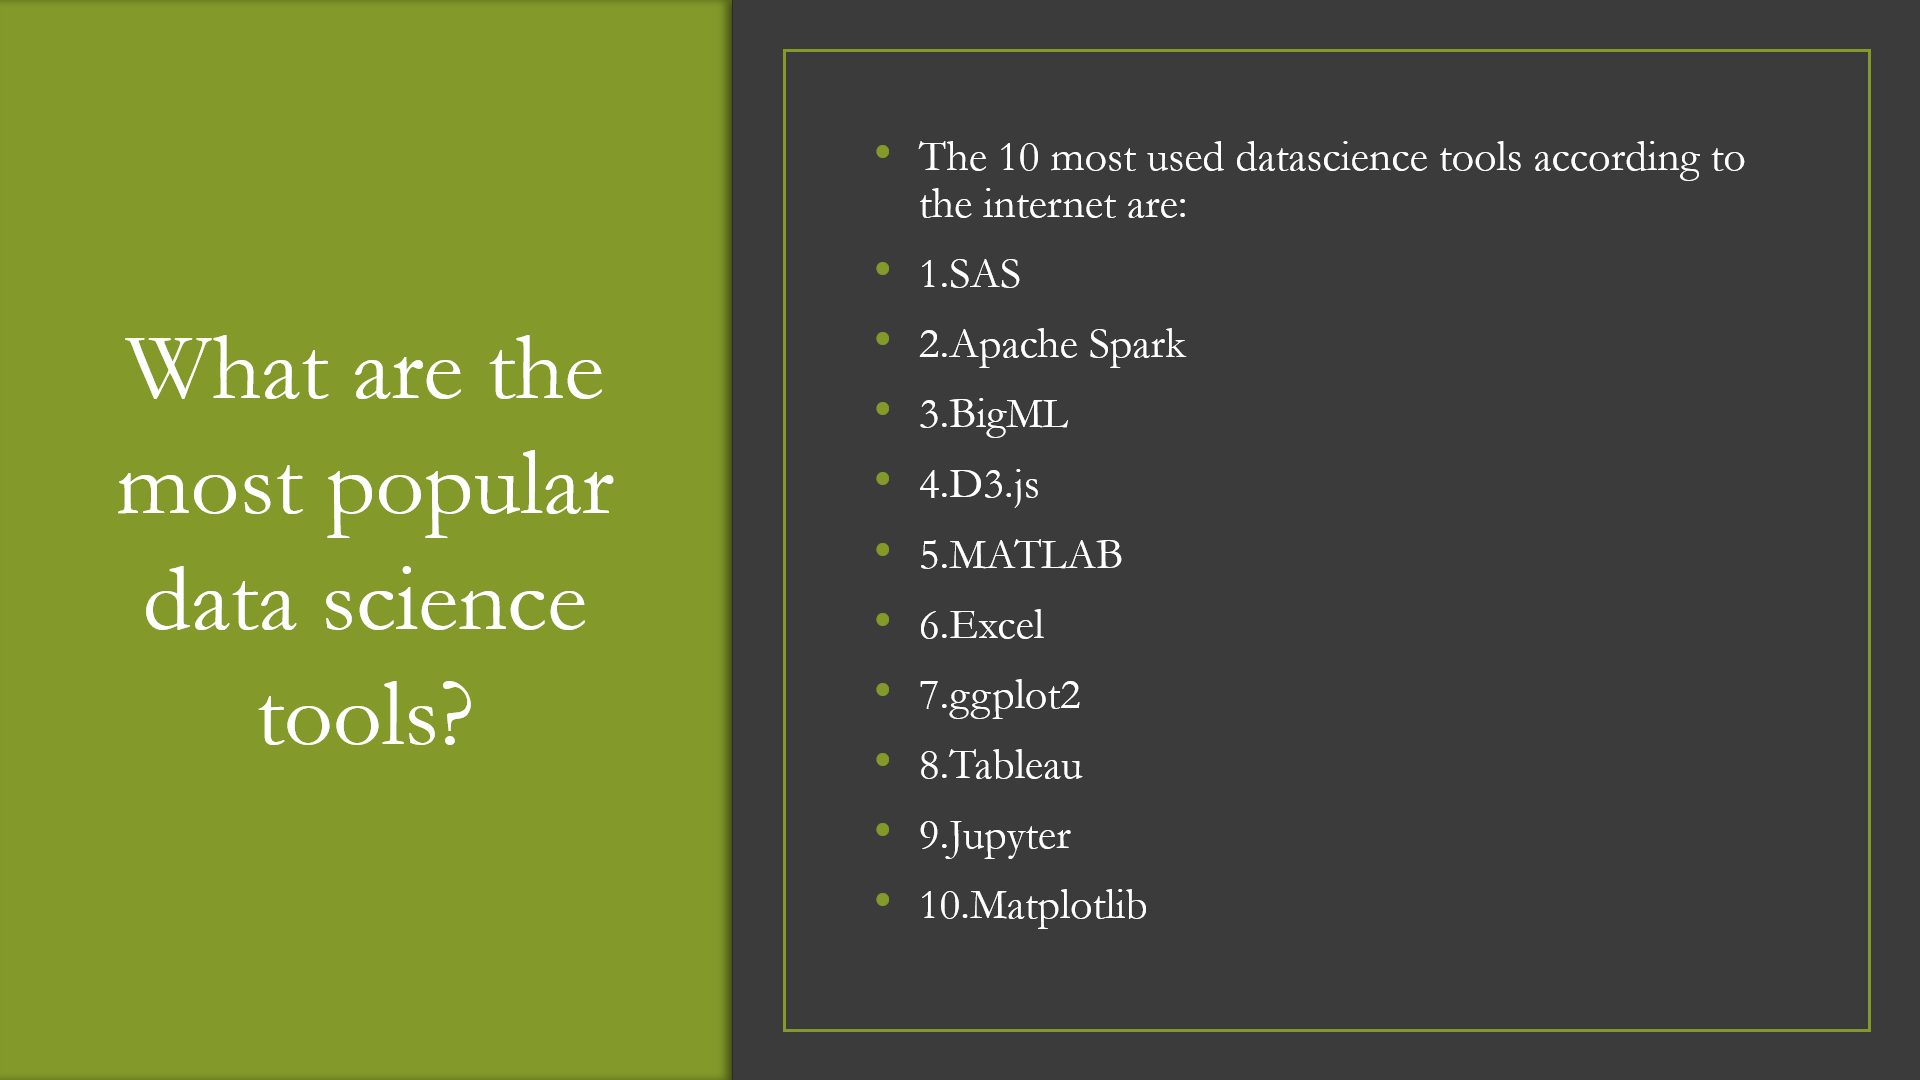 What are the
most popular
data science
tools?
The 10 most used datascience tools according to
the internet are:
1.SAS
2.Apache Spark
3.BigML
4.D3.js
5.MATLAB
6.Excel
7.ggplot2
8.Tableau
9.Jupyter
10.Matplotlib